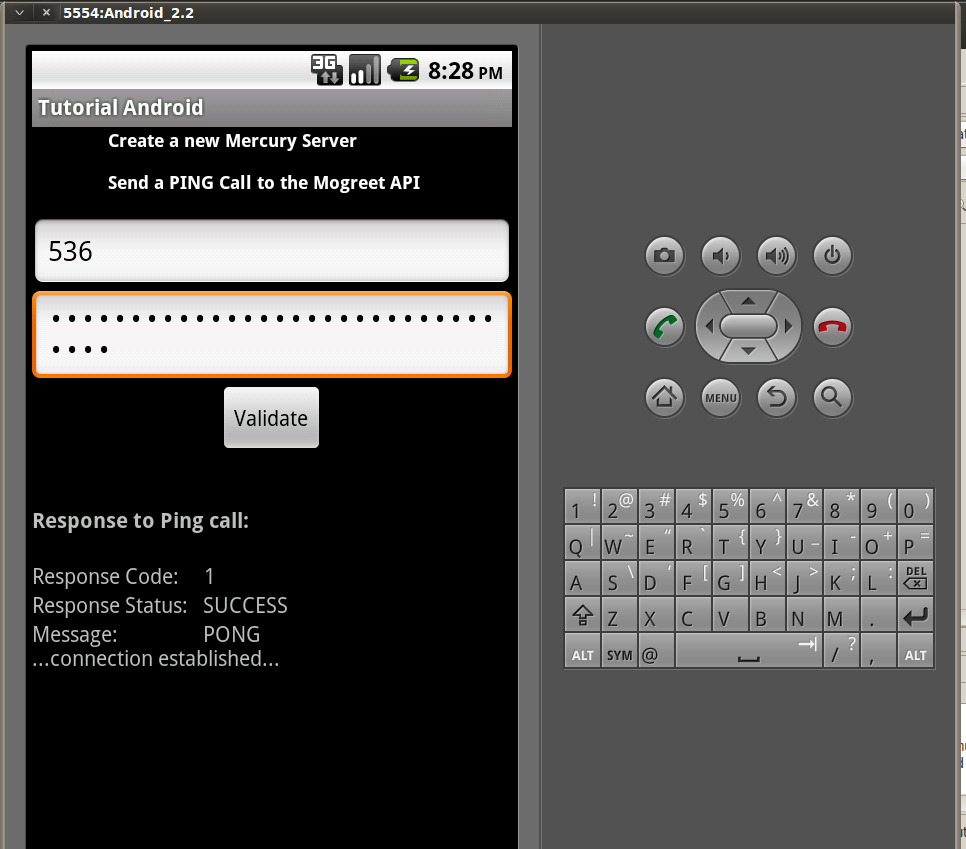 5554:Android_2.2
3G 8:28 PM
Tutorial Android
Create a new Mercury Server
Send a PING Call to the Mogreet API
536
••••••••••••••••••••••••••••
••••
Validate
Response to Ping call:
Response Code: 1
Response Status: SUCCESS
Message: PONG
...connection established...
MENU
1 ! 2 @ 3 # 4 $ 5 % 6 ^ 7 & 8 * 9 ( 0 )
Q | W ~ E " R ` T { Y } U _ I - O + P =
A S \ D ' F [ G ] H < J > K ; L : DEL
Z X C V B N M .
ALT SYM @ / ? , ALT